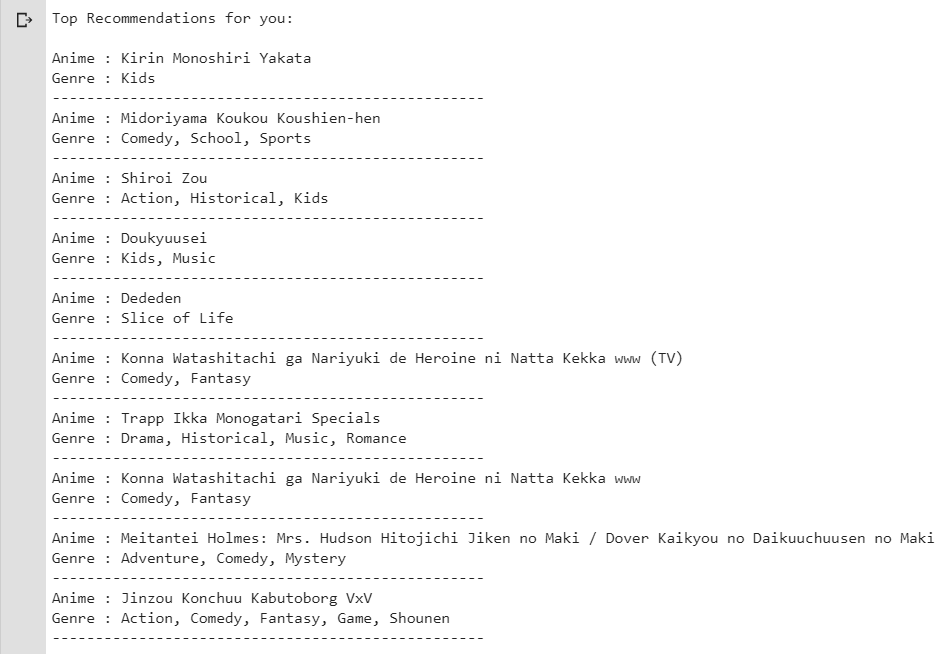 Top Recommendations for you:
Anime : Kirin Monoshiri Yakata
Genre : Kids
--------------------------------------------------
Anime : Midoriyama Koukou Koushien-hen
Genre : Comedy, School, Sports
--------------------------------------------------
Anime : Shiroi Zou
Genre : Action, Historical, Kids
--------------------------------------------------
Anime : Doukyuusei
Genre : Kids, Music
--------------------------------------------------
Anime : Dededen
Genre : Slice of Life
--------------------------------------------------
Anime : Konna Watashitachi ga Nariyuki de Heroine ni Natta Kekka www (TV)
Genre : Comedy, Fantasy
--------------------------------------------------
Anime : Trapp Ikka Monogatari Specials
Genre : Drama, Historical, Music, Romance
--------------------------------------------------
Anime : Konna Watashitachi ga Nariyuki de Heroine ni Natta Kekka www
Genre : Comedy, Fantasy
--------------------------------------------------
Anime : Meitantei Holmes: Mrs. Hudson Hitojichi Jiken no Maki / Dover Kaikyou no Daikuuchuusen no Maki
Genre : Adventure, Comedy, Mystery
--------------------------------------------------
Anime : Jinzou Konchuu Kabutoborg VxV
Genre : Action, Comedy, Fantasy, Game, Shounen
--------------------------------------------------